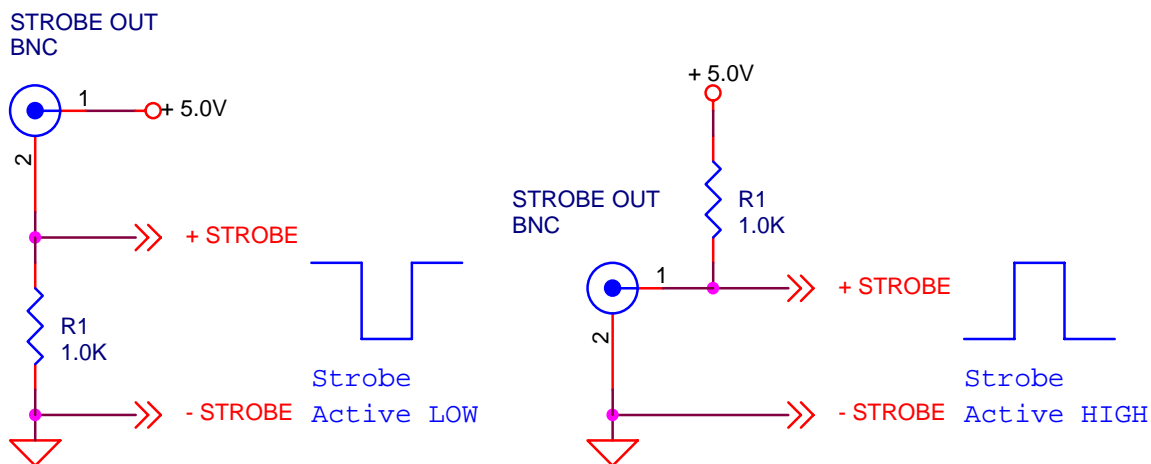 STROBE OUT
BNC
1
+ 5.0V
2
+ STROBE
R1
1.0K
- STROBE
Strobe
Active LOW
+ 5.0V
R1
1.0K
STROBE OUT
BNC
1
+ STROBE
2
- STROBE
Strobe
Active HIGH